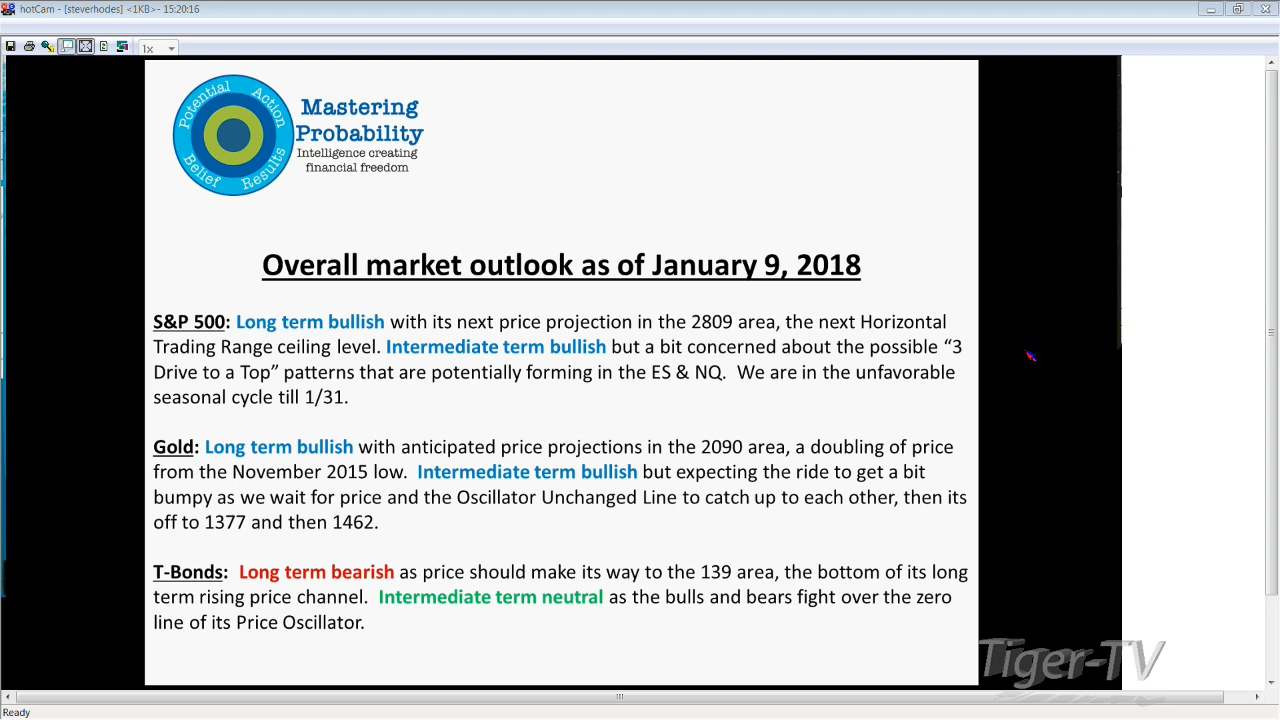 hotCam - [steverhodes] <1KB>- 15:20:16
1x
Potential Action
Belief Results
Mastering
Probability
Intelligence creating
financial freedom
Overall market outlook as of January 9, 2018
S&P 500: Long term bullish with its next price projection in the 2809 area, the next Horizontal
Trading Range ceiling level. Intermediate term bullish but a bit concerned about the possible “3
Drive to a Top” patterns that are potentially forming in the ES & NQ. We are in the unfavorable
seasonal cycle till 1/31.
Gold: Long term bullish with anticipated price projections in the 2090 area, a doubling of price
from the November 2015 low. Intermediate term bullish but expecting the ride to get a bit
bumpy as we wait for price and the Oscillator Unchanged Line to catch up to each other, then its
off to 1377 and then 1462.
T-Bonds: Long term bearish as price should make its way to the 139 area, the bottom of its long
term rising price channel. Intermediate term neutral as the bulls and bears fight over the zero
line of its Price Oscillator.
Tiger-TV
Ready